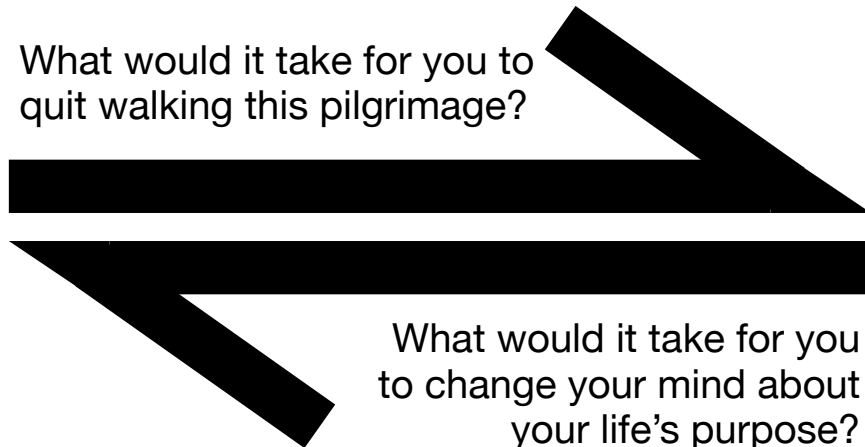 What would it take for you to
quit walking this pilgrimage?
What would it take for you
to change your mind about
your life’s purpose?